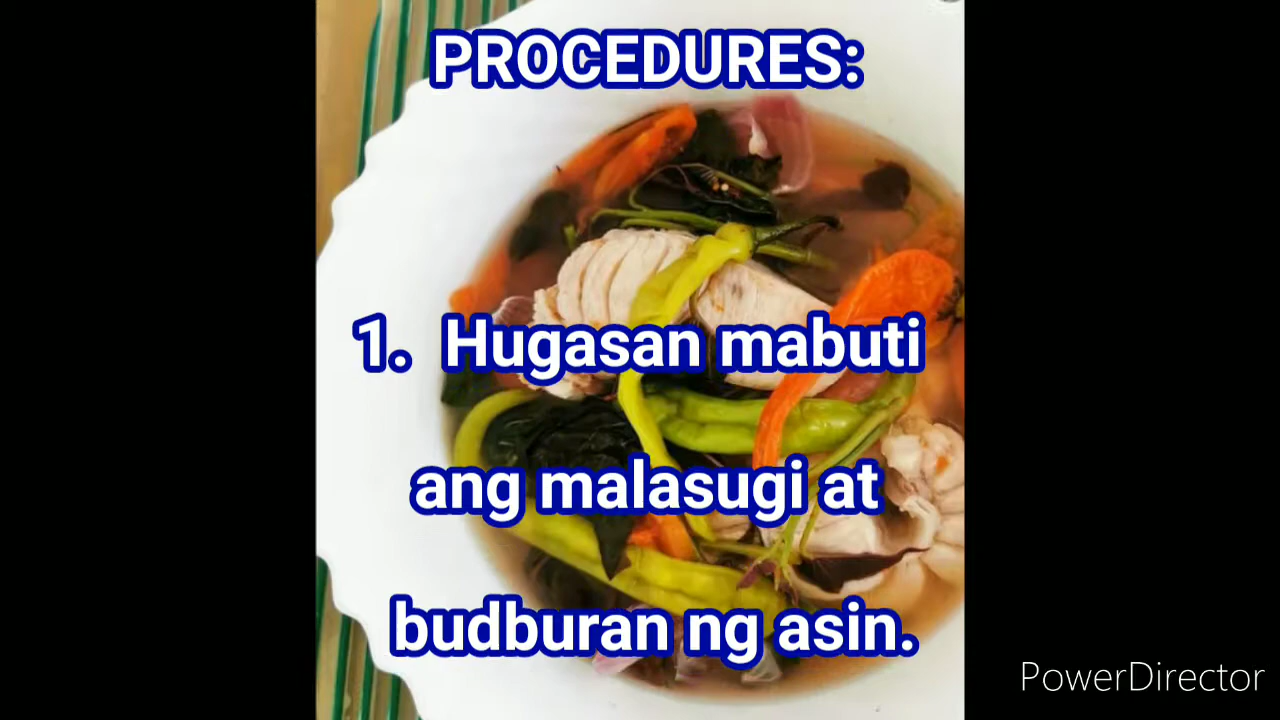 PROCEDURES:
1. Hugasan mabuti
ang malasugi at
budburan ng asin.
PowerDirector